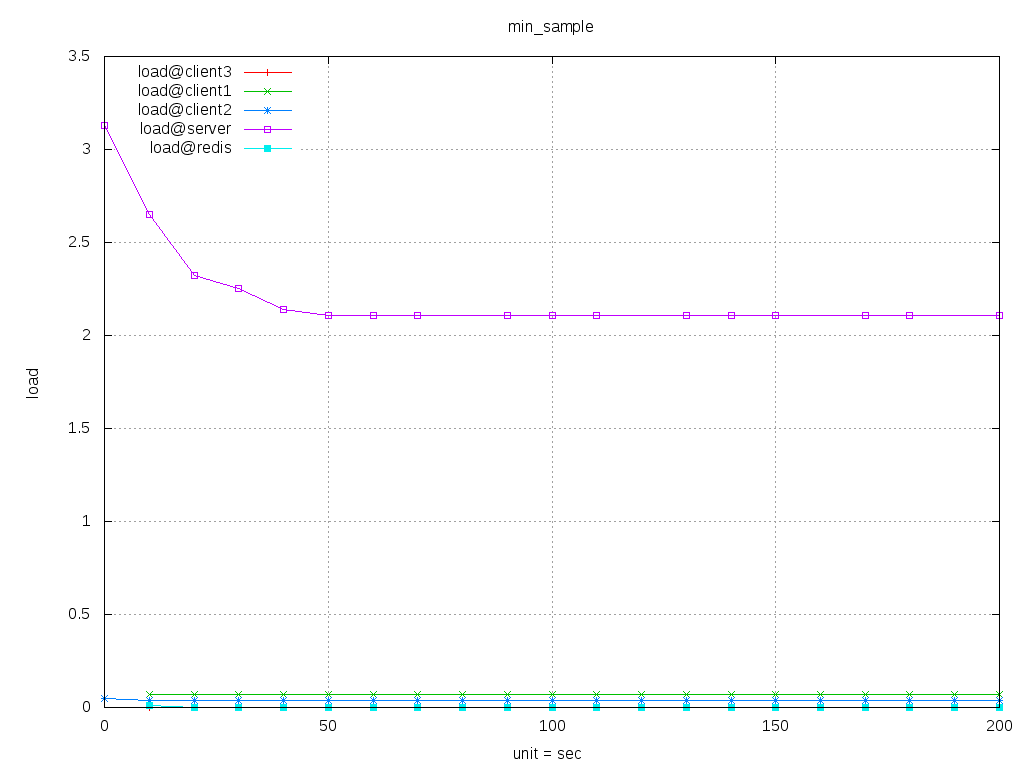 min_sample
load@client3
load@client1
load@client2
load@server
load@redis
3.5
3
2.5
2
1.5
1
0.5
0
load
0 50 100 150 200
unit = sec